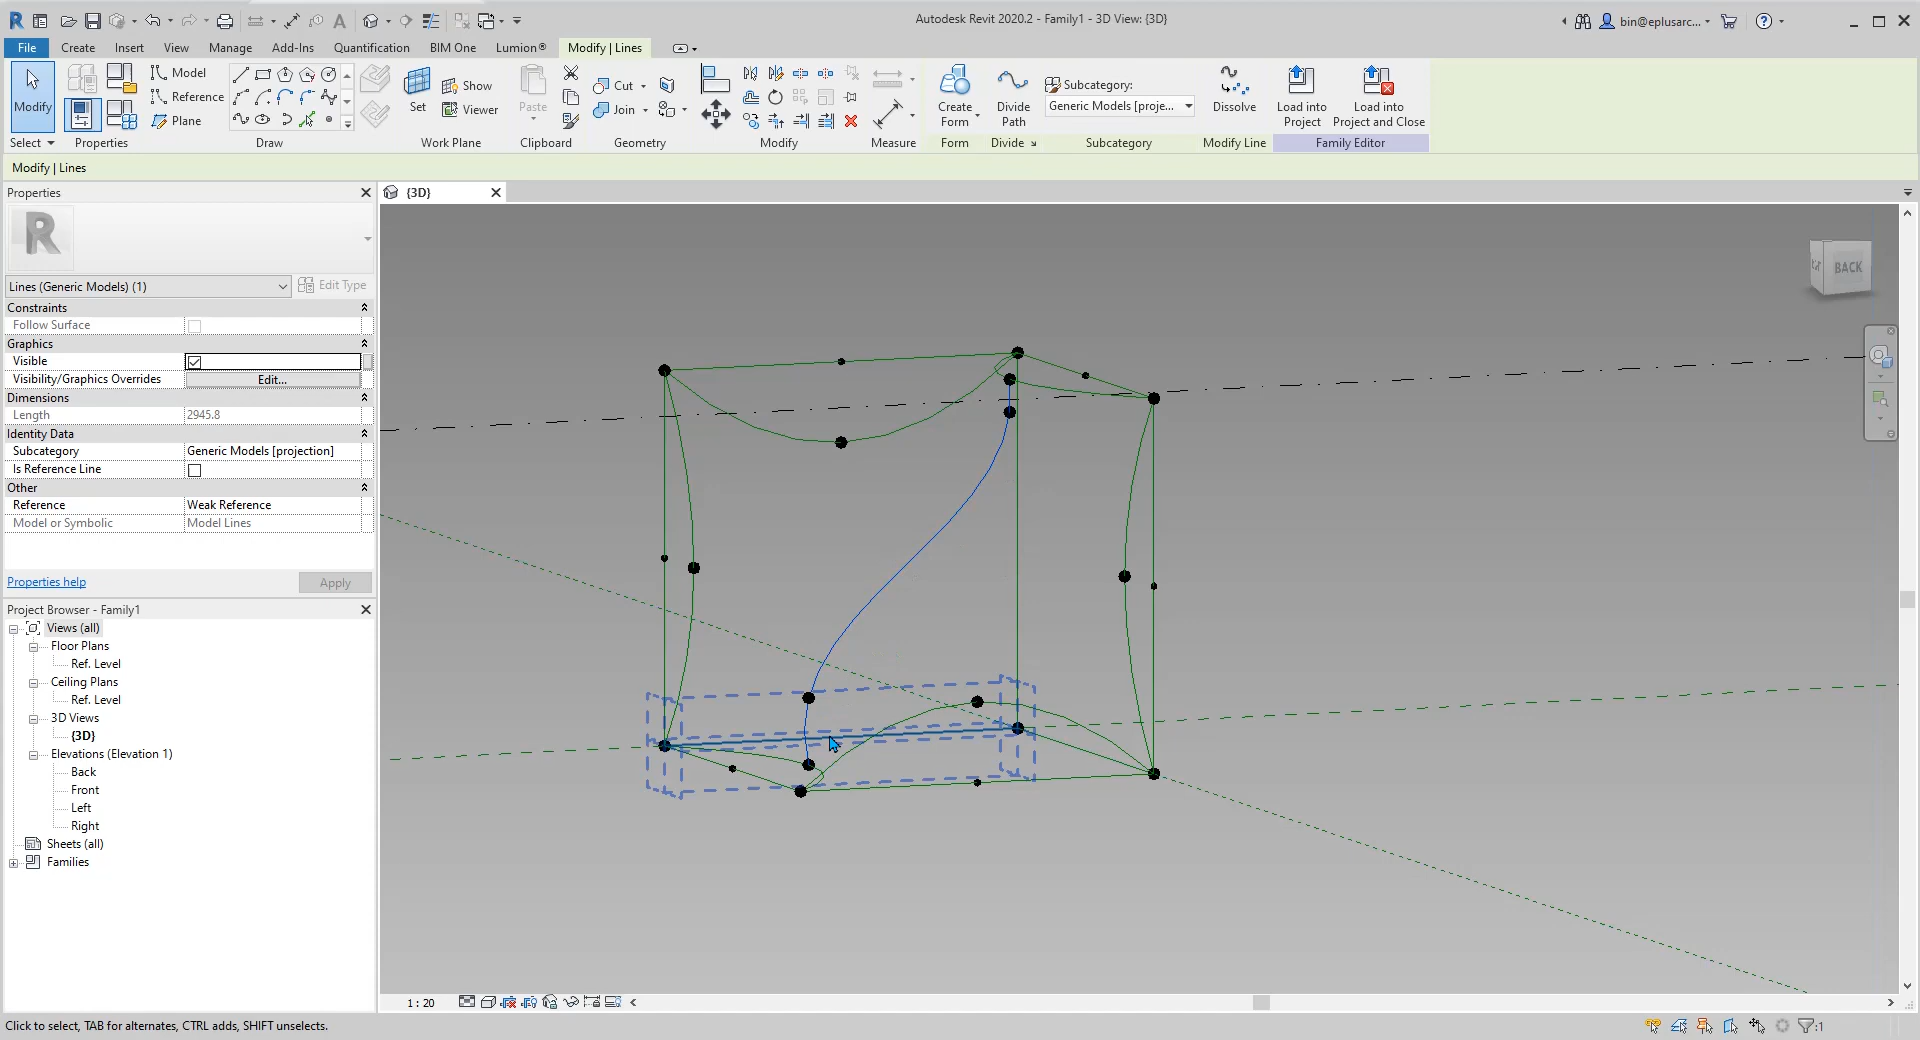 Autodesk Revit 2020.2 - Family1 - 3D View: {3D}
bin@eplusarc...
File Create Insert View Manage Add-Ins Quantification BIM One Lumion® Modify | Lines
Modify
Select
Properties
Model
Reference
Plane
Draw
Set
Show
Viewer
Work Plane
Paste
Clipboard
Cut
Join
Geometry
Modify
Measure
Create Form
Form
Divide Path
Divide
Subcategory:
Generic Models [proje...
Subcategory
Dissolve
Modify Line
Load into Project
Load into Project and Close
Family Editor
Modify | Lines
Properties
{3D}
R
Lines (Generic Models) (1)
Edit Type
Constraints
Follow Surface
Graphics
Visible
Visibility/Graphics Overrides Edit...
Dimensions
Length 2945.8
Identity Data
Subcategory Generic Models [projection]
Is Reference Line
Other
Reference Weak Reference
Model or Symbolic Model Lines
Properties help Apply
Project Browser - Family1
Views (all)
Floor Plans
Ref. Level
Ceiling Plans
Ref. Level
3D Views
{3D}
Elevations (Elevation 1)
Back
Front
Left
Right
Sheets (all)
Families
BACK
1 : 20
Click to select, TAB for alternates, CTRL adds, SHIFT unselects.
:1